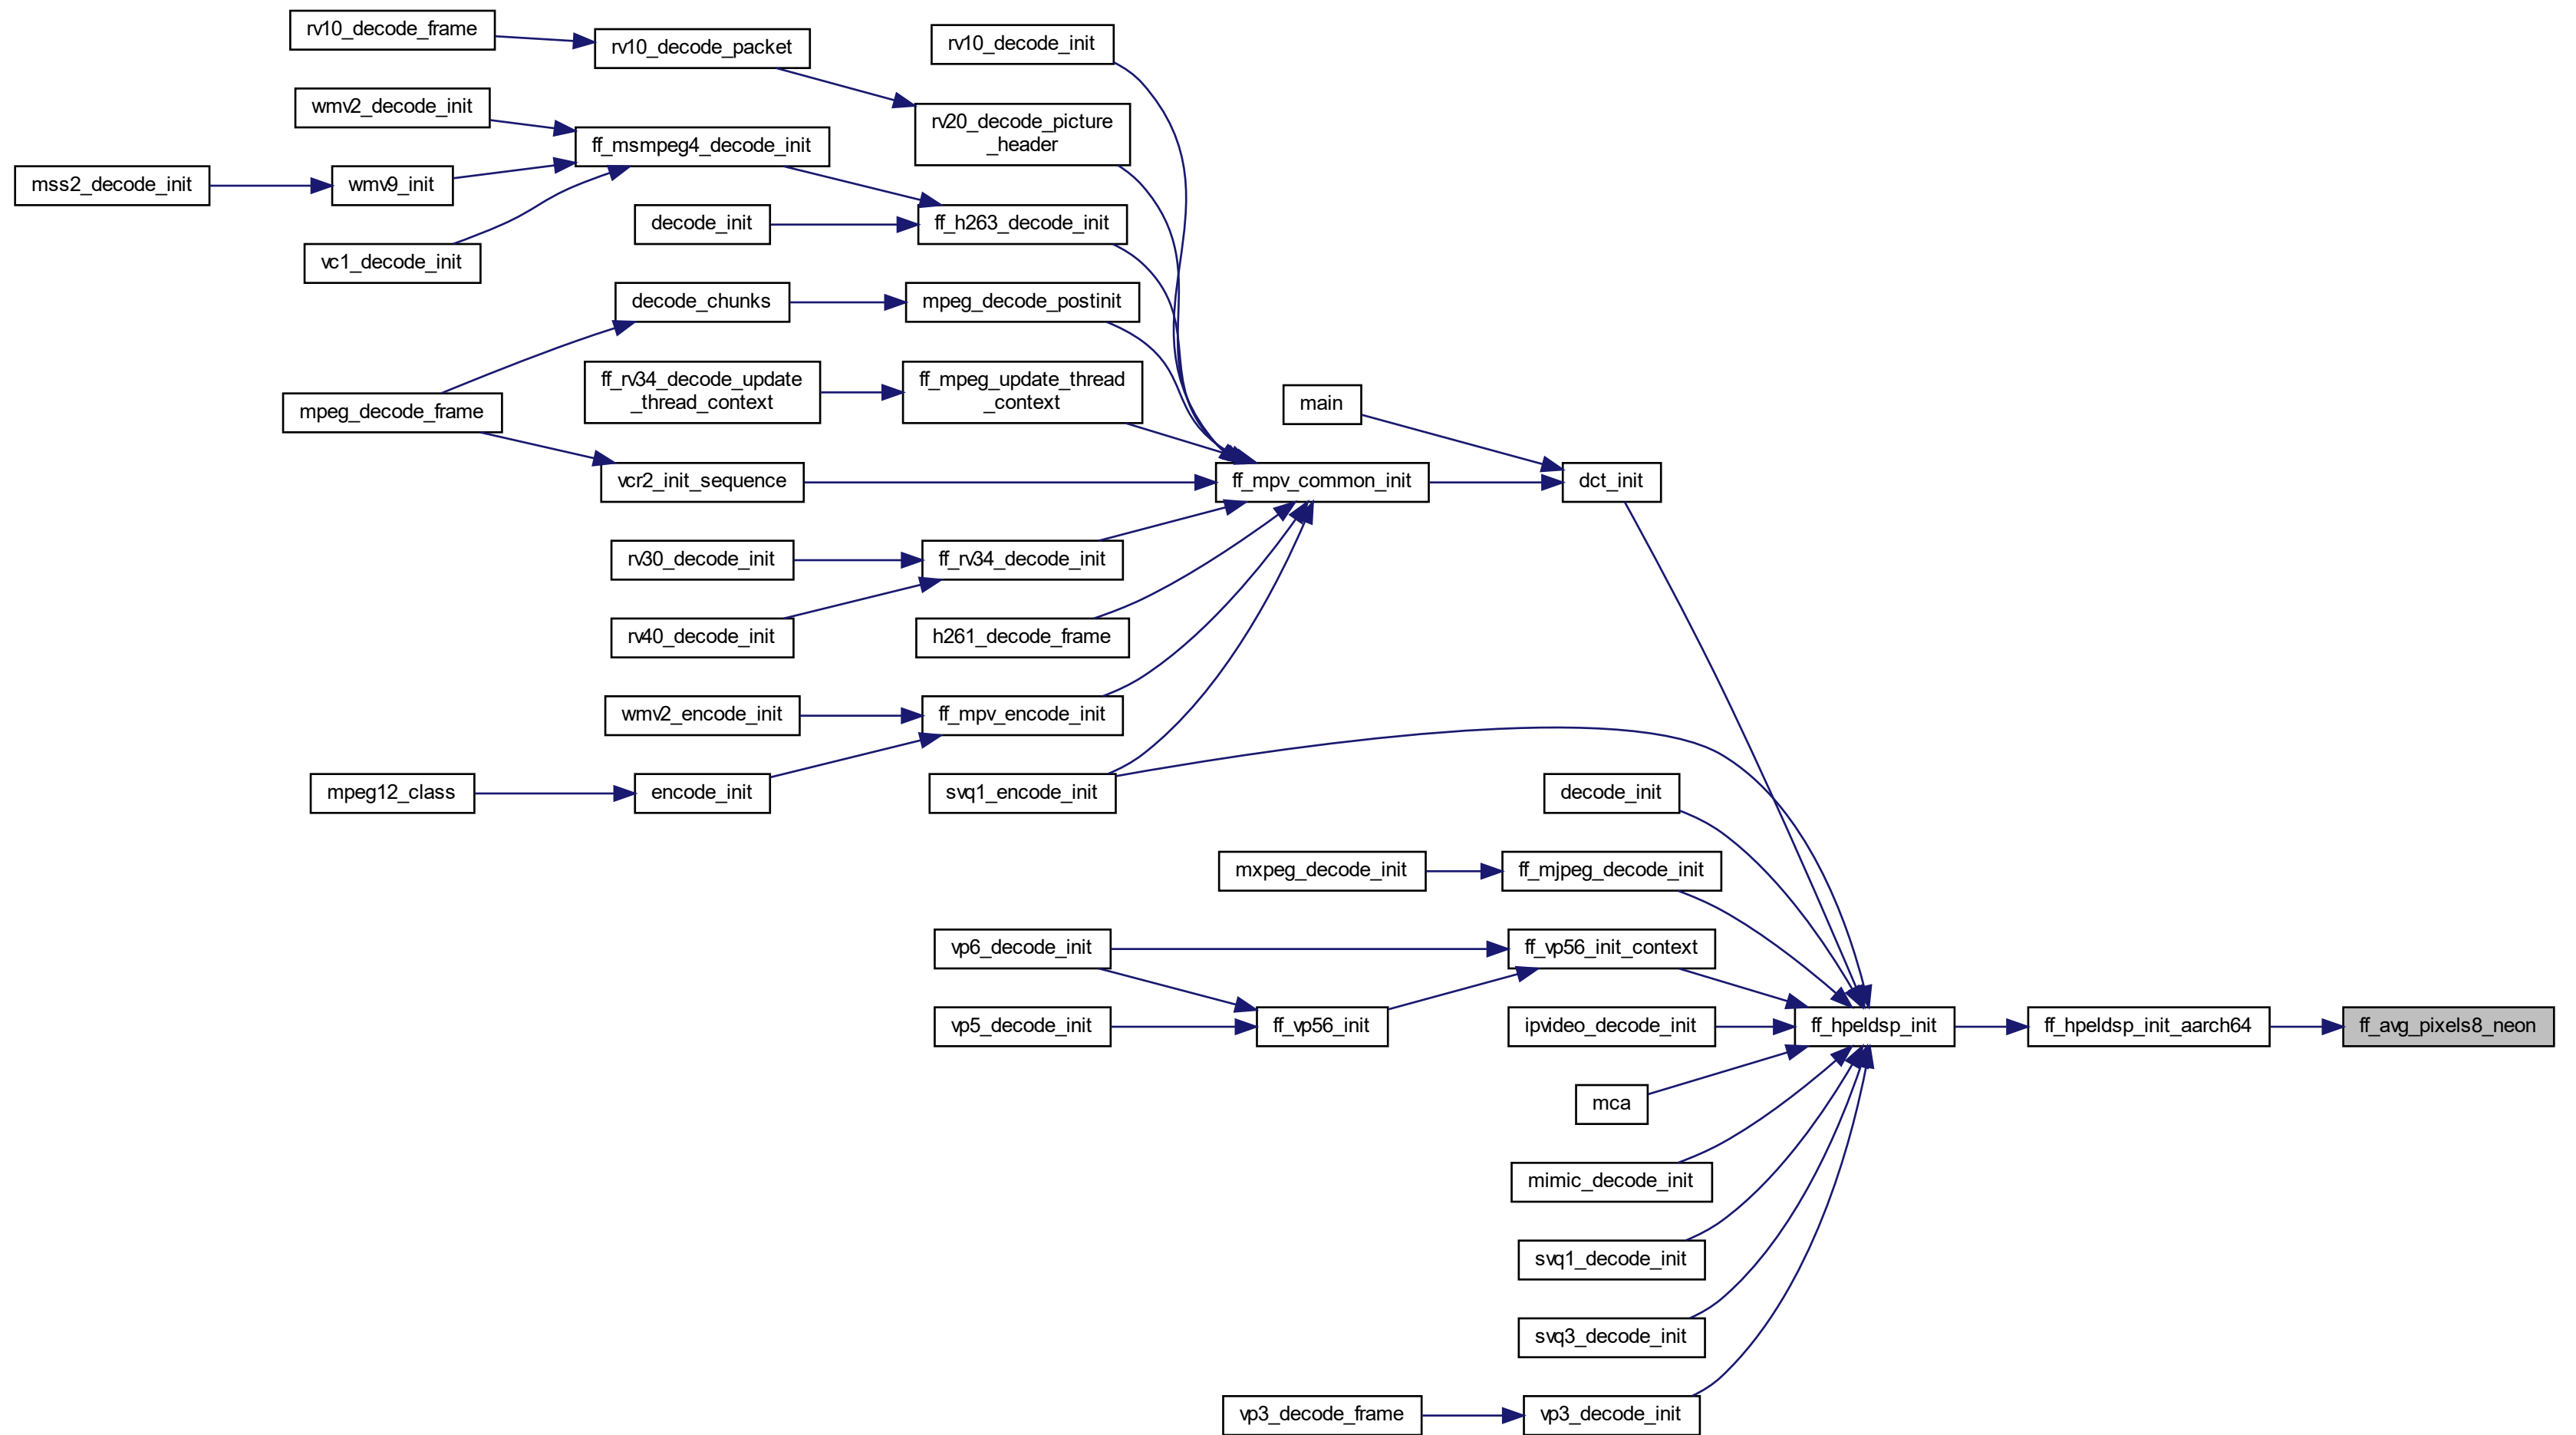 rv10_decode_frame
rv10_decode_packet
rv10_decode_init
wmv2_decode_init
rv20_decode_picture
_header
ff_msmpeg4_decode_init
mss2_decode_init
wmv9_init
decode_init
ff_h263_decode_init
vc1_decode_init
decode_chunks
mpeg_decode_postinit
ff_rv34_decode_update
_thread_context
ff_mpeg_update_thread
_context
main
mpeg_decode_frame
vcr2_init_sequence
ff_mpv_common_init
dct_init
rv30_decode_init
ff_rv34_decode_init
rv40_decode_init
h261_decode_frame
wmv2_encode_init
ff_mpv_encode_init
mpeg12_class
encode_init
svq1_encode_init
decode_init
mxpeg_decode_init
ff_mjpeg_decode_init
vp6_decode_init
ff_vp56_init_context
vp5_decode_init
ff_vp56_init
ipvideo_decode_init
ff_hpeldsp_init
ff_hpeldsp_init_aarch64
ff_avg_pixels8_neon
mca
mimic_decode_init
svq1_decode_init
svq3_decode_init
vp3_decode_frame
vp3_decode_init